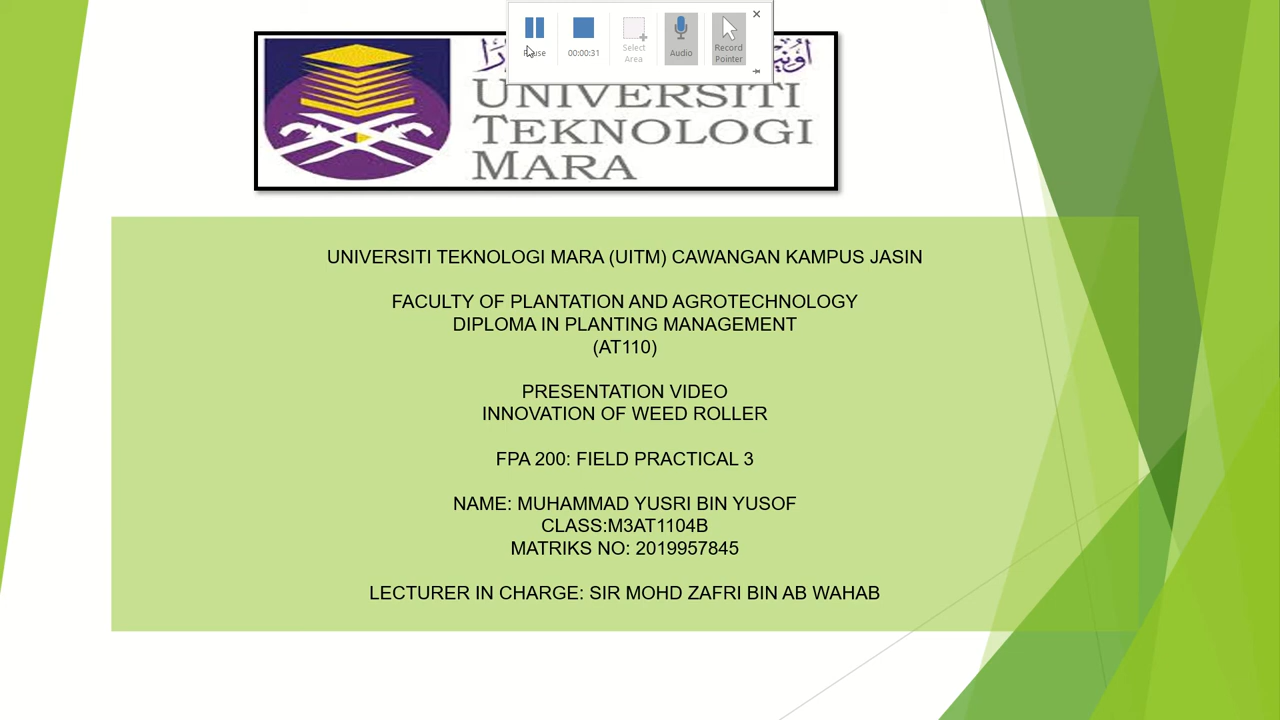 Pause
00:00:31
Select
Area
Audio
Record
Pointer
UNIVERSITI
TEKNOLOGI
MARA
UNIVERSITI TEKNOLOGI MARA (UITM) CAWANGAN KAMPUS JASIN
FACULTY OF PLANTATION AND AGROTECHNOLOGY
DIPLOMA IN PLANTING MANAGEMENT
(AT110)
PRESENTATION VIDEO
INNOVATION OF WEED ROLLER
FPA 200: FIELD PRACTICAL 3
NAME: MUHAMMAD YUSRI BIN YUSOF
CLASS:M3AT1104B
MATRIKS NO: 2019957845
LECTURER IN CHARGE: SIR MOHD ZAFRI BIN AB WAHAB